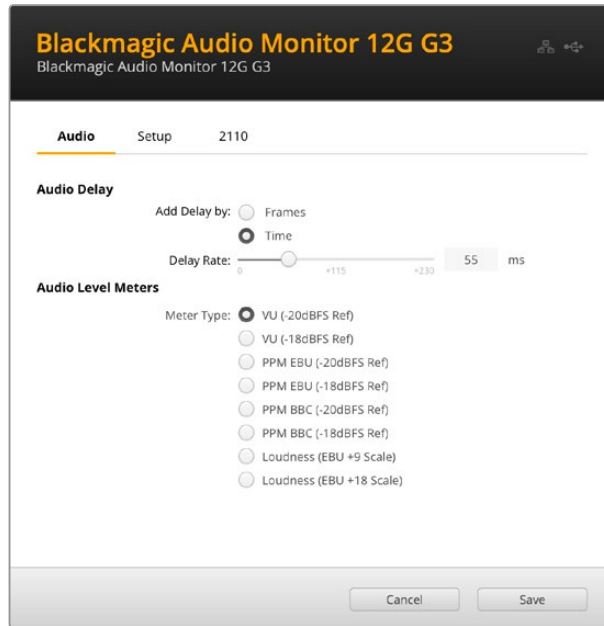 Blackmagic Audio Monitor 12G G3
Blackmagic Audio Monitor 12G G3
Audio Setup 2110
Audio Delay
Add Delay by: Frames
Time
Delay Rate: 55 ms
0 +115 +230
Audio Level Meters
Meter Type: VU (-20dBFS Ref)
VU (-18dBFS Ref)
PPM EBU (-20dBFS Ref)
PPM EBU (-18dBFS Ref)
PPM BBC (-20dBFS Ref)
PPM BBC (-18dBFS Ref)
Loudness (EBU +9 Scale)
Loudness (EBU +18 Scale)
Cancel Save